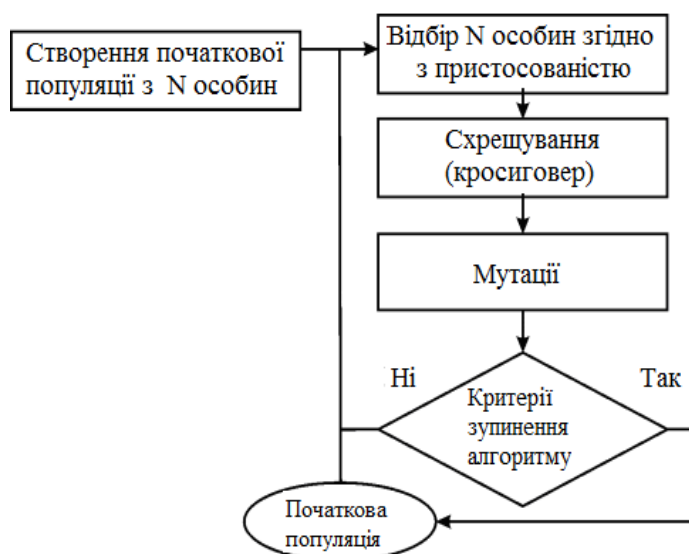 Створення початкової
популяції з N особин
Відбір N особин згідно
з пристосованістю
Схрещування
(кросиговер)
Мутації
Ні
Так
Критерії
зупинення
алгоритму
Початкова
популяція